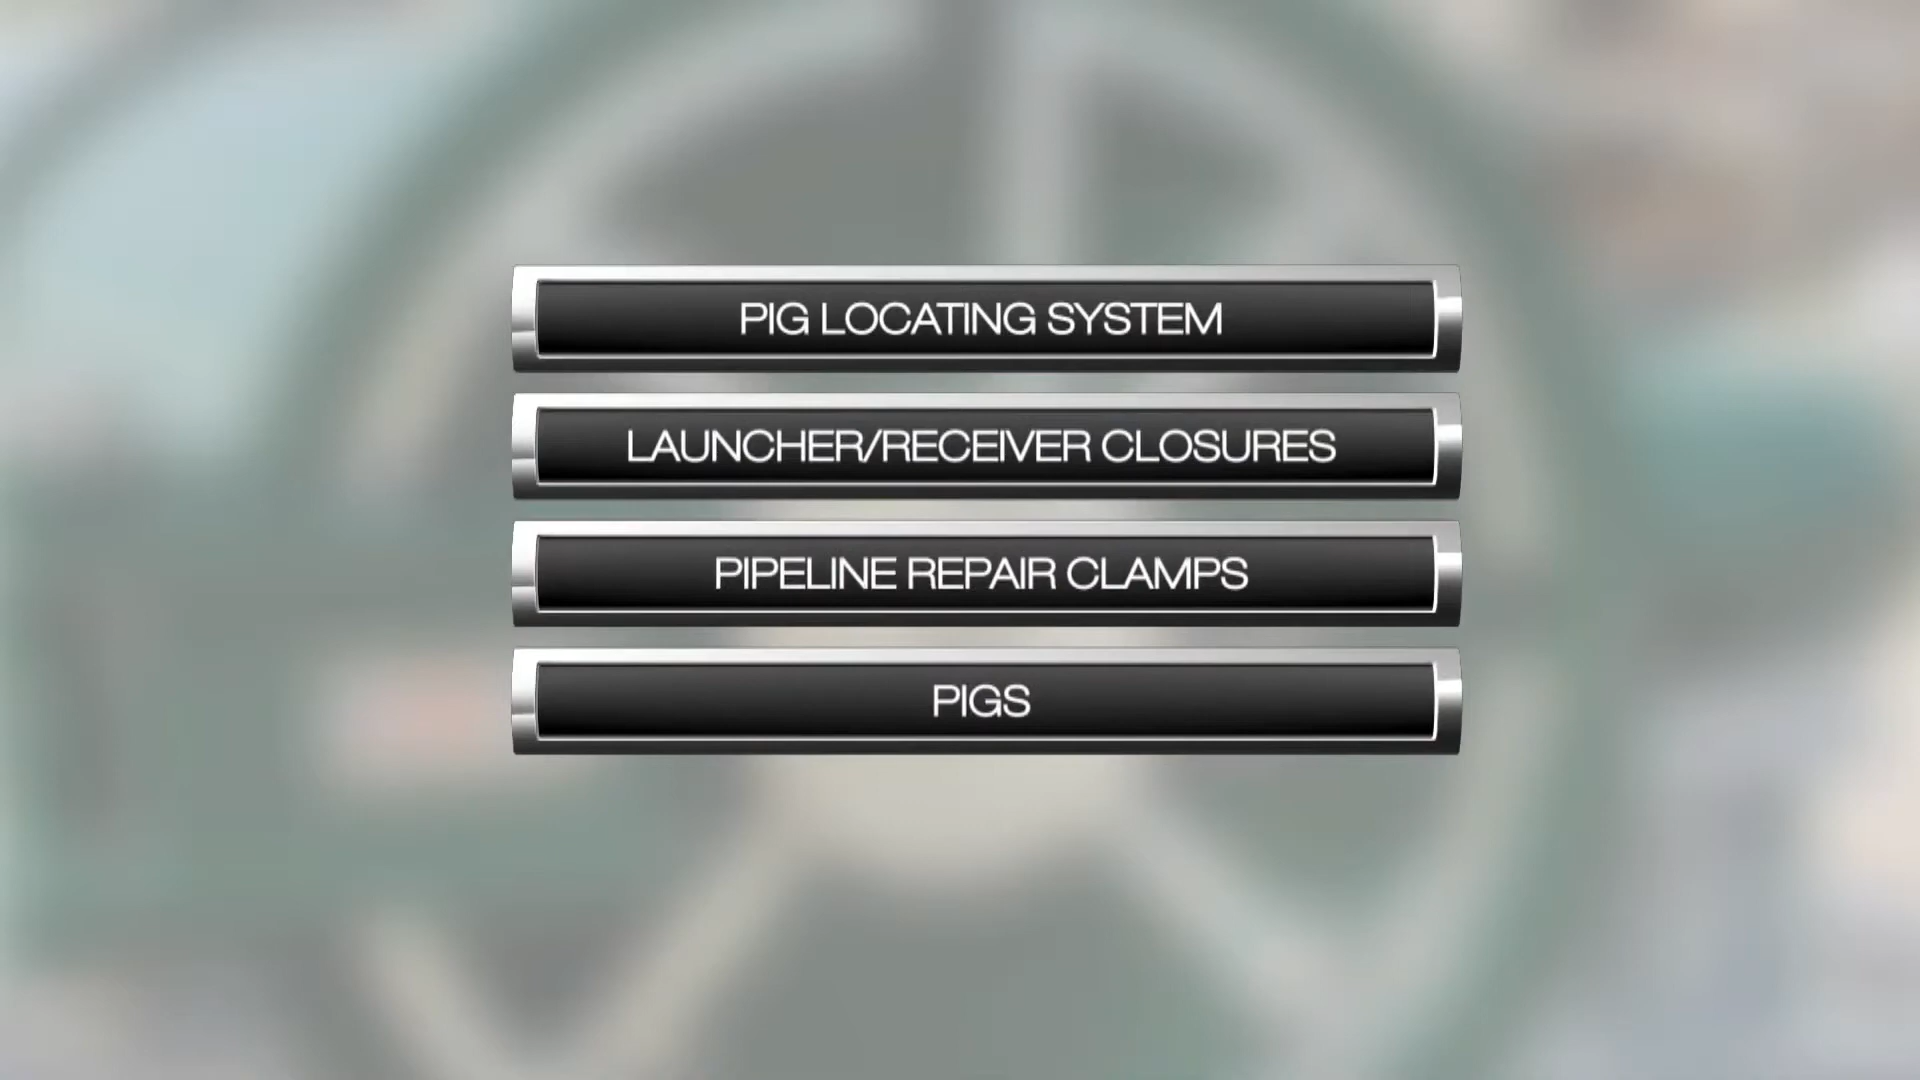 PIG LOCATING SYSTEM
LAUNCHER/RECEIVER CLOSURES
PIPELINE REPAIR CLAMPS
PIGS